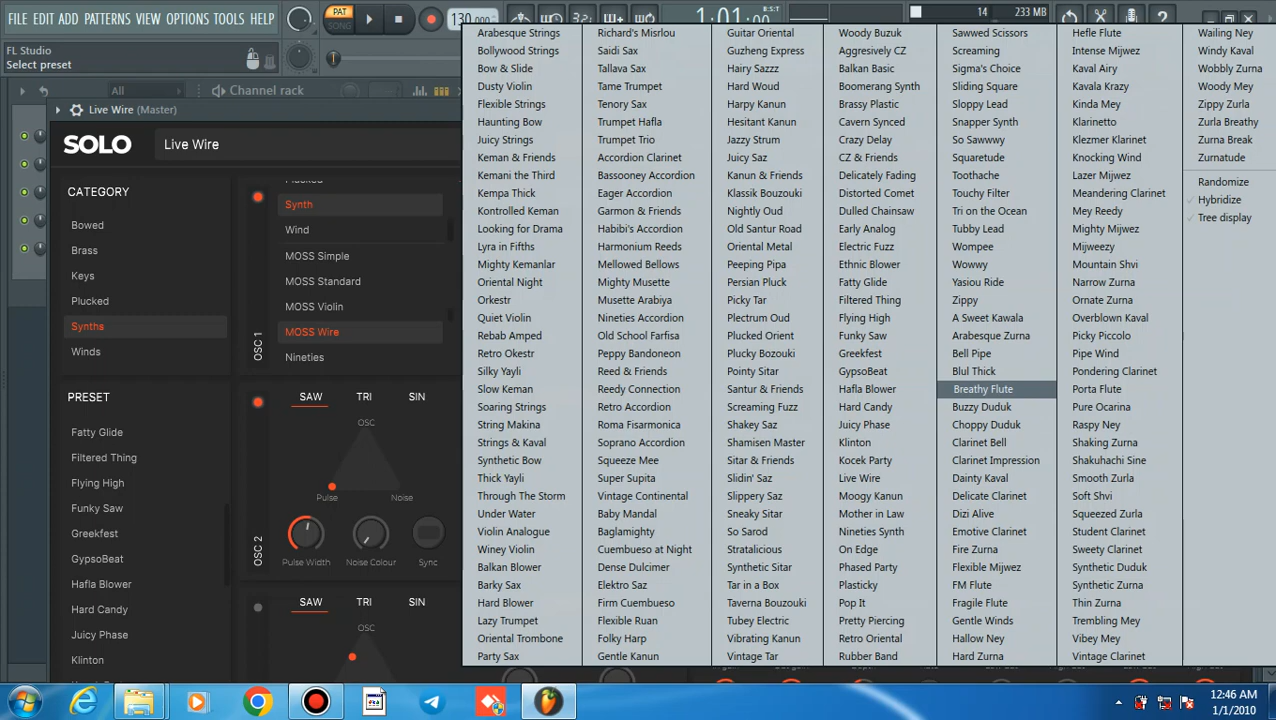 FILE EDIT ADD PATTERNS VIEW OPTIONS TOOLS HELP
PAT
SONG
130.000
1:01:00
B:S:T
14
233 MB
FL Studio
Select preset
All
Channel rack
Live Wire (Master)
SOLO
Live Wire
CATEGORY
Bowed
Brass
Keys
Plucked
Synths
Winds
PRESET
Fatty Glide
Filtered Thing
Flying High
Funky Saw
Greekfest
GypsoBeat
Hafla Blower
Hard Candy
Juicy Phase
Klinton
Plucked
Synth
Wind
MOSS Simple
MOSS Standard
MOSS Violin
MOSS Wire
Nineties
OSC 1
SAW TRI SIN
OSC
Pulse Noise
OSC 2
Pulse Width Noise Colour Sync
SAW TRI SIN
OSC
Arabesque Strings
Bollywood Strings
Bow & Slide
Dusty Violin
Flexible Strings
Haunting Bow
Juicy Strings
Keman & Friends
Kemani the Third
Kempa Thick
Kontrolled Keman
Looking for Drama
Lyra in Fifths
Mighty Kemanlar
Oriental Night
Orkestr
Quiet Violin
Rebab Amped
Retro Okestr
Silky Yayli
Slow Keman
Soaring Strings
String Makina
Strings & Kaval
Synthetic Bow
Thick Yayli
Through The Storm
Under Water
Violin Analogue
Winey Violin
Balkan Blower
Barky Sax
Hard Blower
Lazy Trumpet
Oriental Trombone
Party Sax
Richard's Misrlou
Saidi Sax
Tallava Sax
Tame Trumpet
Tenory Sax
Trumpet Hafla
Trumpet Trio
Accordion Clarinet
Bassooney Accordion
Eager Accordion
Garmon & Friends
Habibi's Accordion
Harmonium Reeds
Mellowed Bellows
Mighty Musette
Musette Arabiya
Nineties Accordion
Old School Farfisa
Peppy Bandoneon
Reed & Friends
Reedy Connection
Retro Accordion
Roma Fisarmonica
Soprano Accordion
Squeeze Mee
Super Supita
Vintage Continental
Baby Mandal
Baglamighty
Cuembueso at Night
Dense Dulcimer
Elektro Saz
Firm Cuembueso
Flexible Ruan
Folky Harp
Gentle Kanun
Guitar Oriental
Guzheng Express
Hairy Sazzz
Hard Woud
Harpy Kanun
Hesitant Kanun
Jazzy Strum
Juicy Saz
Kanun & Friends
Klassik Bouzouki
Nightly Oud
Old Santur Road
Oriental Metal
Peeping Pipa
Persian Pluck
Picky Tar
Plectrum Oud
Plucked Orient
Plucky Bozouki
Pointy Sitar
Santur & Friends
Screaming Fuzz
Shakey Saz
Shamisen Master
Sitar & Friends
Slidin' Saz
Slippery Saz
Sneaky Sitar
So Sarod
Stratalicious
Synthetic Sitar
Tar in a Box
Taverna Bouzouki
Tubey Electric
Vibrating Kanun
Vintage Tar
Woody Buzuk
Aggresively CZ
Balkan Basic
Boomerang Synth
Brassy Plastic
Cavern Synced
Crazy Delay
CZ & Friends
Delicately Fading
Distorted Comet
Dulled Chainsaw
Early Analog
Electric Fuzz
Ethnic Blower
Fatty Glide
Filtered Thing
Flying High
Funky Saw
Greekfest
GypsoBeat
Hafla Blower
Hard Candy
Juicy Phase
Klinton
Kocek Party
Live Wire
Moogy Kanun
Mother in Law
Nineties Synth
On Edge
Phased Party
Plasticky
Pop It
Pretty Piercing
Retro Oriental
Rubber Band
Sawwed Scissors
Screaming
Sigma's Choice
Sliding Square
Sloppy Lead
Snapper Synth
So Sawwwy
Squaretude
Toothache
Touchy Filter
Tri on the Ocean
Tubby Lead
Wompee
Wowwy
Yasiou Ride
Zippy
A Sweet Kawala
Arabesque Zurna
Bell Pipe
Blul Thick
Breathy Flute
Buzzy Duduk
Choppy Duduk
Clarinet Bell
Clarinet Impression
Dainty Kaval
Delicate Clarinet
Dizi Alive
Emotive Clarinet
Fire Zurna
Flexible Mijwez
FM Flute
Fragile Flute
Gentle Winds
Hallow Ney
Hard Zurna
Hefle Flute
Intense Mijwez
Kaval Airy
Kavala Krazy
Kinda Mey
Klarinetto
Klezmer Klarinet
Knocking Wind
Lazer Mijwez
Meandering Clarinet
Mey Reedy
Mighty Mijwez
Mijweezy
Mountain Shvi
Narrow Zurna
Ornate Zurna
Overblown Kaval
Picky Piccolo
Pipe Wind
Pondering Clarinet
Porta Flute
Pure Ocarina
Raspy Ney
Shaking Zurna
Shakuhachi Sine
Smooth Zurla
Soft Shvi
Squeezed Zurla
Student Clarinet
Sweety Clarinet
Synthetic Duduk
Synthetic Zurna
Thin Zurna
Trembling Mey
Vibey Mey
Vintage Clarinet
Wailing Ney
Windy Kaval
Wobbly Zurna
Woody Mey
Zippy Zurla
Zurla Breathy
Zurna Break
Zurnatude
Randomize
Hybridize
Tree display
12:46 AM
1/1/2010